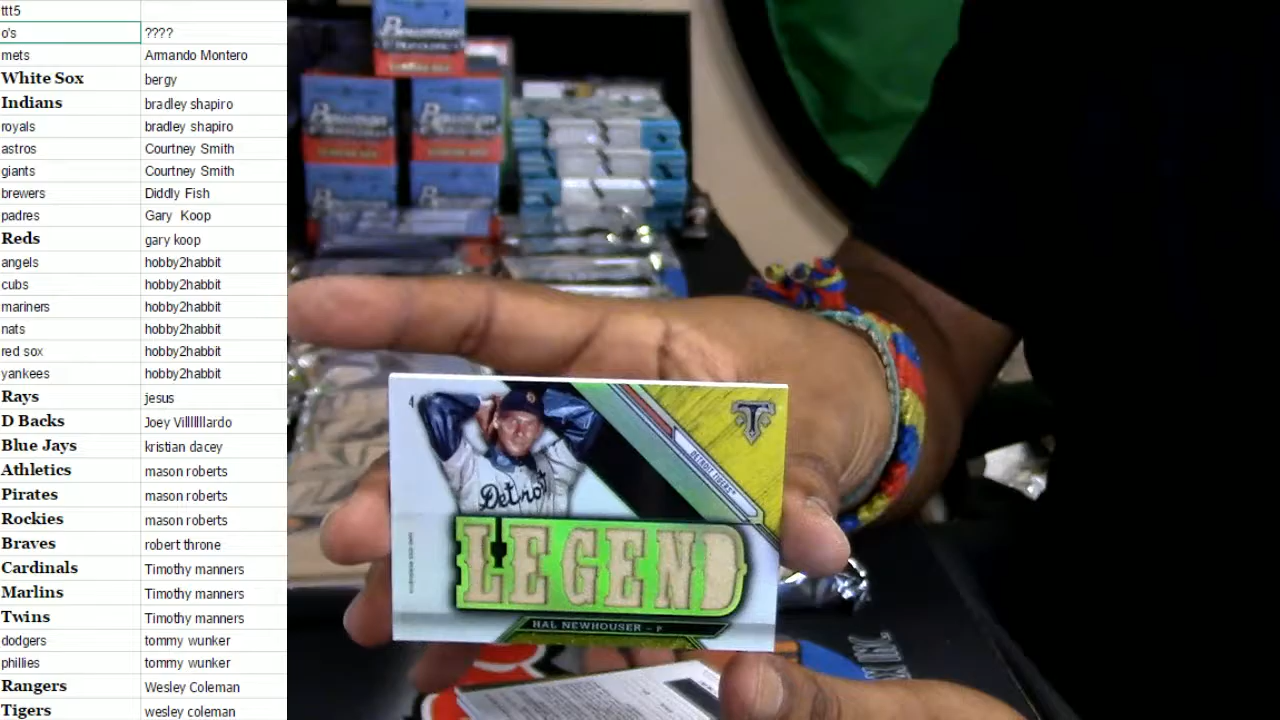 ttt5
o's ????
mets Armando Montero
White Sox bergy
Indians bradley shapiro
royals bradley shapiro
astros Courtney Smith
giants Courtney Smith
brewers Diddly Fish
padres Gary Koop
Reds gary koop
angels hobby2habbit
cubs hobby2habbit
mariners hobby2habbit
nats hobby2habbit
red sox hobby2habbit
yankees hobby2habbit
Rays jesus
D Backs Joey Villllllllardo
Blue Jays kristian dacey
Athletics mason roberts
Pirates mason roberts
Rockies mason roberts
Braves robert throne
Cardinals Timothy manners
Marlins Timothy manners
Twins Timothy manners
dodgers tommy wunker
phillies tommy wunker
Rangers Wesley Coleman
Tigers wesley coleman
Bowman
Bowman
Bowman
4
T
DETROIT TIGERS
Detroit
LEGEND
HAL NEWHOUSER - P